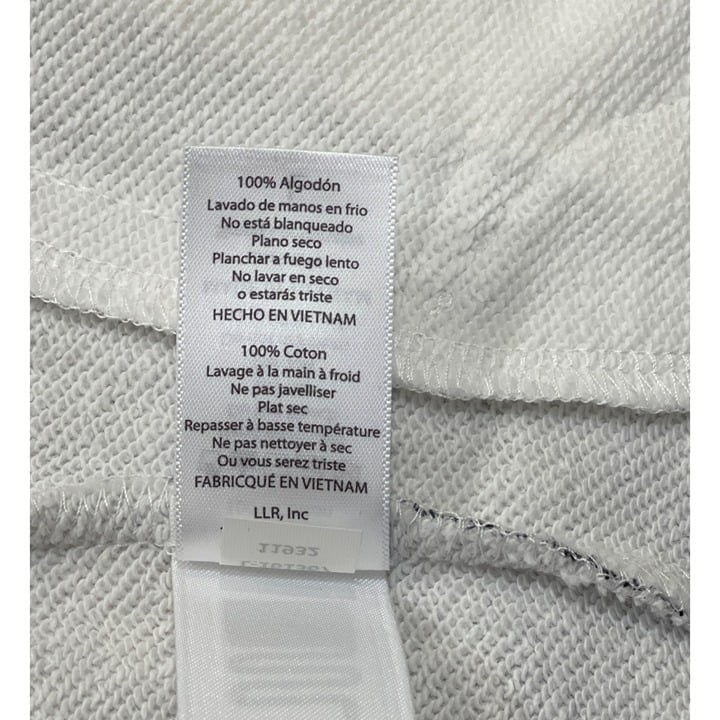 100% Algodón
Lavado de manos en frio
No está blanqueado
Plano seco
Planchar a fuego lento
No lavar en seco
o estarás triste
HECHO EN VIETNAM
100% Coton
Lavage à la main à froid
Ne pas javelliser
Plat sec
Repasser à basse température
Ne pas nettoyer à sec
Ou vous serez triste
FABRICQUÉ EN VIETNAM
LLR, Inc
11932